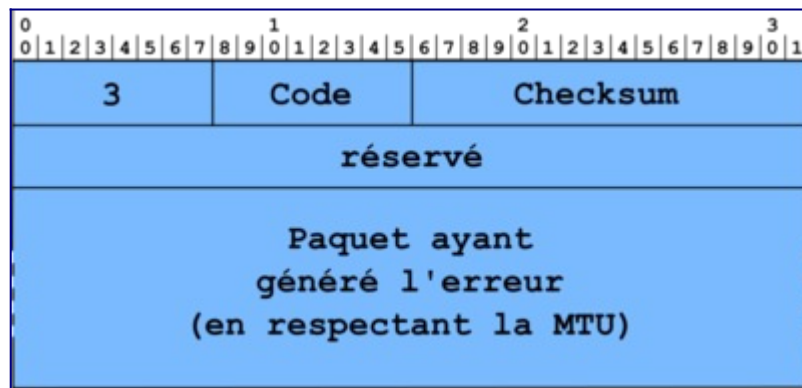 0 1 2 3
0|1|2|3|4|5|6|7|8|9|0|1|2|3|4|5|6|7|8|9|0|1|2|3|4|5|6|7|8|9|0|1
3 Code Checksum
réservé
Paquet ayant
généré l'erreur
(en respectant la MTU)